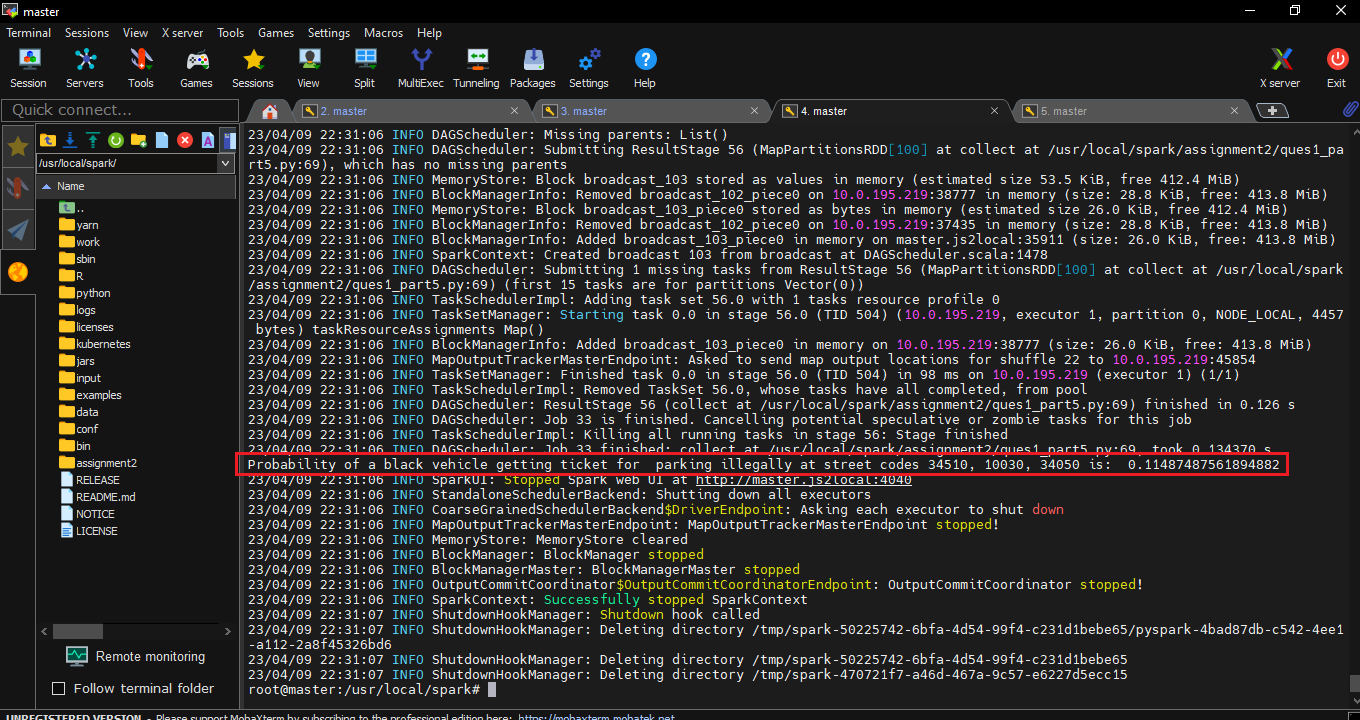 master
Terminal Sessions View X server Tools Games Settings Macros Help
Session Servers Tools Games Sessions View Split MultiExec Tunneling Packages Settings Help X server Exit
Quick connect...
2. master
3. master
4. master
5. master
/usr/local/spark/
Name
..
yarn
work
sbin
R
python
logs
licenses
kubernetes
jars
input
examples
data
conf
bin
assignment2
RELEASE
README.md
NOTICE
LICENSE
Remote monitoring
Follow terminal folder
23/04/09 22:31:06 INFO DAGScheduler: Missing parents: List()
23/04/09 22:31:06 INFO DAGScheduler: Submitting ResultStage 56 (MapPartitionsRDD[100] at collect at /usr/local/spark/assignment2/ques1_pa
rt5.py:69), which has no missing parents
23/04/09 22:31:06 INFO MemoryStore: Block broadcast_103 stored as values in memory (estimated size 53.5 KiB, free 412.4 MiB)
23/04/09 22:31:06 INFO BlockManagerInfo: Removed broadcast_102_piece0 on 10.0.195.219:38777 in memory (size: 28.8 KiB, free: 413.8 MiB)
23/04/09 22:31:06 INFO MemoryStore: Block broadcast_103_piece0 stored as bytes in memory (estimated size 26.0 KiB, free 412.4 MiB)
23/04/09 22:31:06 INFO BlockManagerInfo: Removed broadcast_102_piece0 on 10.0.195.219:37435 in memory (size: 28.8 KiB, free: 413.8 MiB)
23/04/09 22:31:06 INFO BlockManagerInfo: Added broadcast_103_piece0 in memory on master.js2local:35911 (size: 26.0 KiB, free: 413.8 MiB)
23/04/09 22:31:06 INFO SparkContext: Created broadcast 103 from broadcast at DAGScheduler.scala:1478
23/04/09 22:31:06 INFO DAGScheduler: Submitting 1 missing tasks from ResultStage 56 (MapPartitionsRDD[100] at collect at /usr/local/spark
/assignment2/ques1_part5.py:69) (first 15 tasks are for partitions Vector(0))
23/04/09 22:31:06 INFO TaskSchedulerImpl: Adding task set 56.0 with 1 tasks resource profile 0
23/04/09 22:31:06 INFO TaskSetManager: Starting task 0.0 in stage 56.0 (TID 504) (10.0.195.219, executor 1, partition 0, NODE_LOCAL, 4457
bytes) taskResourceAssignments Map()
23/04/09 22:31:06 INFO BlockManagerInfo: Added broadcast_103_piece0 in memory on 10.0.195.219:38777 (size: 26.0 KiB, free: 413.8 MiB)
23/04/09 22:31:06 INFO MapOutputTrackerMasterEndpoint: Asked to send map output locations for shuffle 22 to 10.0.195.219:45854
23/04/09 22:31:06 INFO TaskSetManager: Finished task 0.0 in stage 56.0 (TID 504) in 98 ms on 10.0.195.219 (executor 1) (1/1)
23/04/09 22:31:06 INFO TaskSchedulerImpl: Removed TaskSet 56.0, whose tasks have all completed, from pool
23/04/09 22:31:06 INFO DAGScheduler: ResultStage 56 (collect at /usr/local/spark/assignment2/ques1_part5.py:69) finished in 0.126 s
23/04/09 22:31:06 INFO DAGScheduler: Job 33 is finished. Cancelling potential speculative or zombie tasks for this job
23/04/09 22:31:06 INFO TaskSchedulerImpl: Killing all running tasks in stage 56: Stage finished
23/04/09 22:31:06 INFO DAGScheduler: Job 33 finished: collect at /usr/local/spark/assignment2/ques1_part5.py:69, took 0.134370 s
Probability of a black vehicle getting ticket for  parking illegally at street codes 34510, 10030, 34050 is:  0.11487487561894882
23/04/09 22:31:06 INFO SparkUI: Stopped Spark web UI at http://master.js2local:4040
23/04/09 22:31:06 INFO StandaloneSchedulerBackend: Shutting down all executors
23/04/09 22:31:06 INFO CoarseGrainedSchedulerBackend$DriverEndpoint: Asking each executor to shut down
23/04/09 22:31:06 INFO MapOutputTrackerMasterEndpoint: MapOutputTrackerMasterEndpoint stopped!
23/04/09 22:31:06 INFO MemoryStore: MemoryStore cleared
23/04/09 22:31:06 INFO BlockManager: BlockManager stopped
23/04/09 22:31:06 INFO BlockManagerMaster: BlockManagerMaster stopped
23/04/09 22:31:06 INFO OutputCommitCoordinator$OutputCommitCoordinatorEndpoint: OutputCommitCoordinator stopped!
23/04/09 22:31:06 INFO SparkContext: Successfully stopped SparkContext
23/04/09 22:31:07 INFO ShutdownHookManager: Shutdown hook called
23/04/09 22:31:07 INFO ShutdownHookManager: Deleting directory /tmp/spark-50225742-6bfa-4d54-99f4-c231d1bebe65/pyspark-4bad87db-c542-4ee1
-a112-2a8f45326bd6
23/04/09 22:31:07 INFO ShutdownHookManager: Deleting directory /tmp/spark-50225742-6bfa-4d54-99f4-c231d1bebe65
23/04/09 22:31:07 INFO ShutdownHookManager: Deleting directory /tmp/spark-470721f7-a46d-467a-9c57-e6227d5ecc15
root@master:/usr/local/spark#
UNREGISTERED VERSION - Please support MobaXterm by subscribing to the professional edition here: https://mobaxterm.mobatek.net